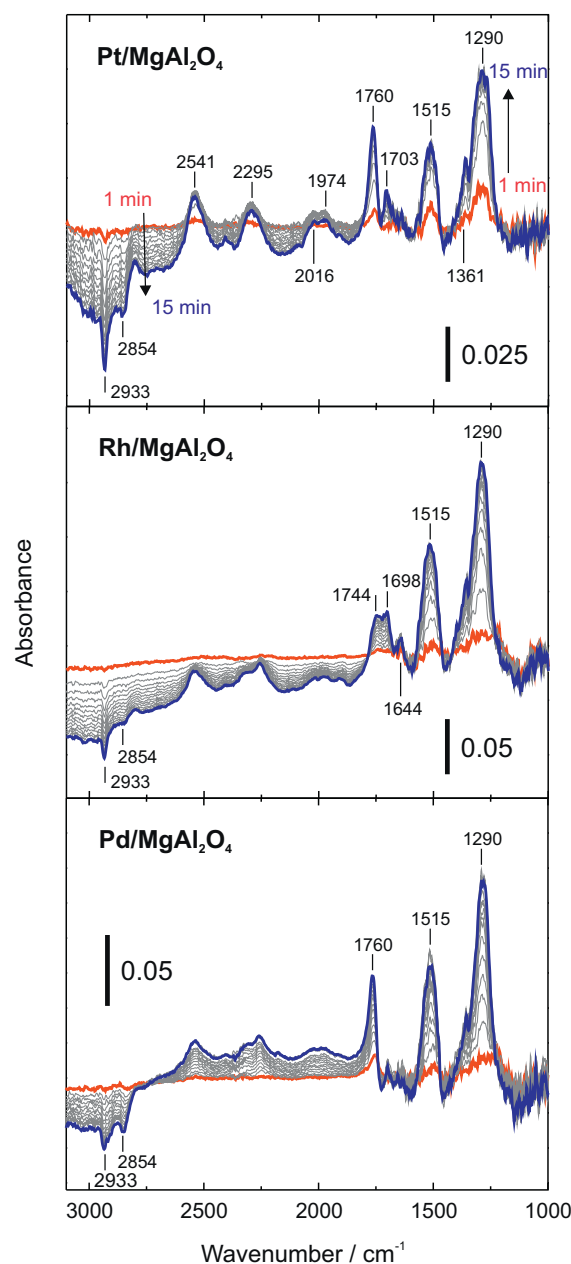 Pt/MgAl₂O₄
1290
15 min
1760
1515
2541
1703
2295
1974
1 min
1 min
2016
1361
15 min
2854
0.025
2933
Rh/MgAl₂O₄
1290
1515
1744
1698
Absorbance
1644
2854
0.05
2933
Pd/MgAl₂O₄
1290
1515
1760
0.05
2854
2933
3000 2500 2000 1500 1000
Wavenumber / cm⁻¹